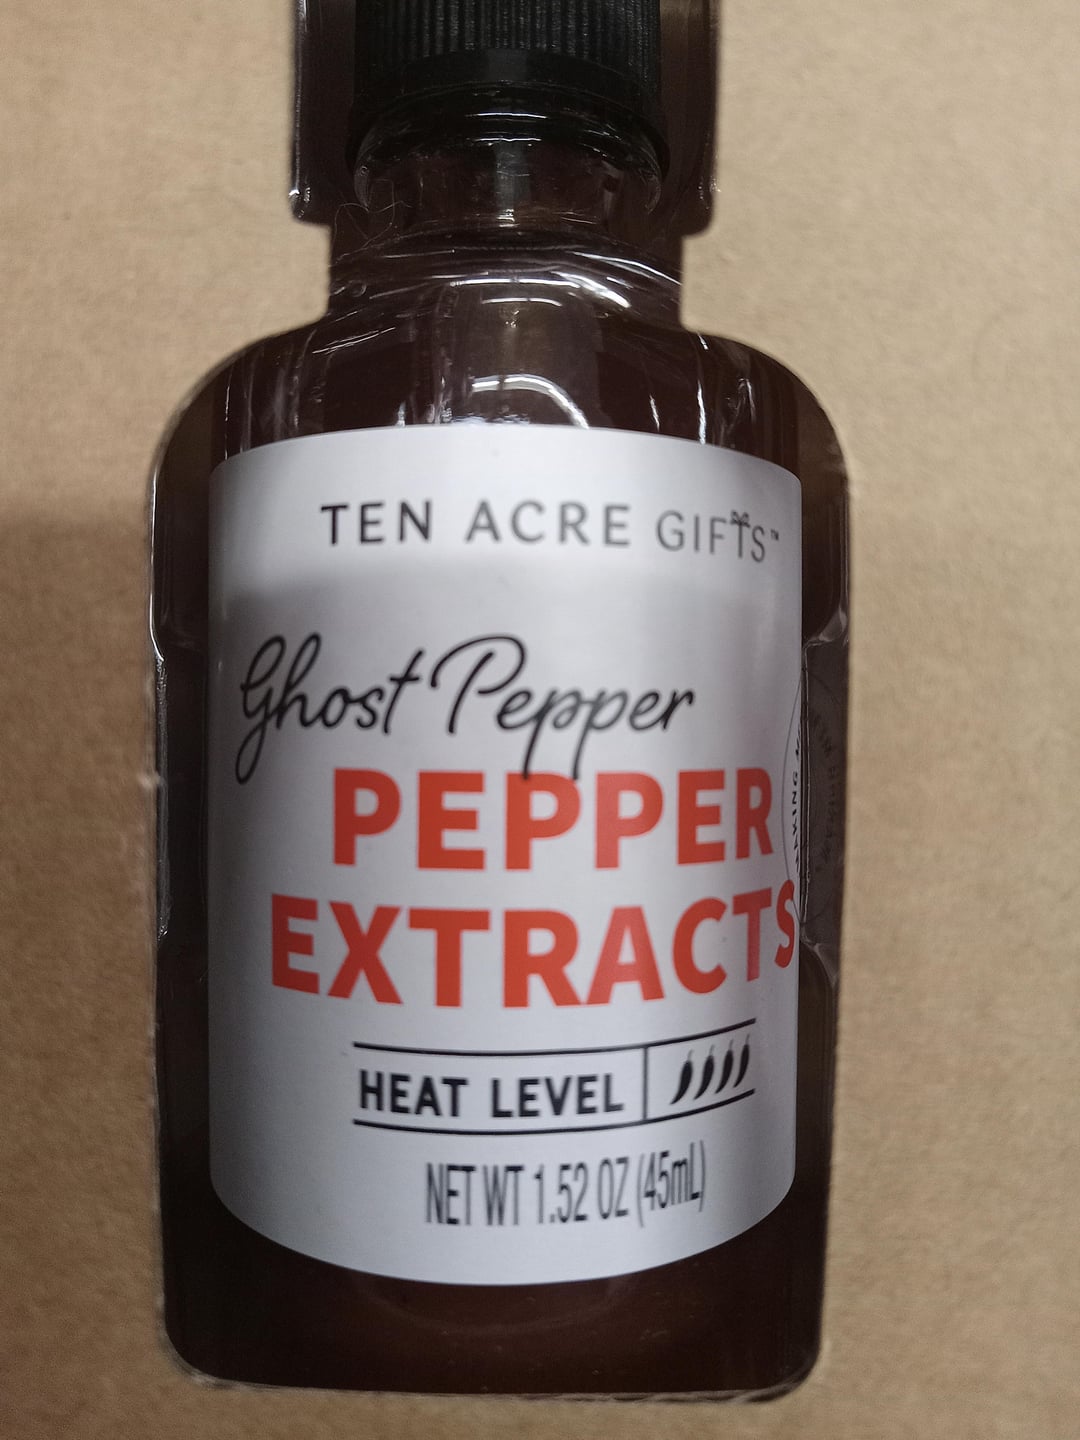 TEN ACRE GIFTS™
Ghost Pepper
PEPPER
EXTRACTS
HEAT LEVEL
NET WT 1.52 OZ (45mL)